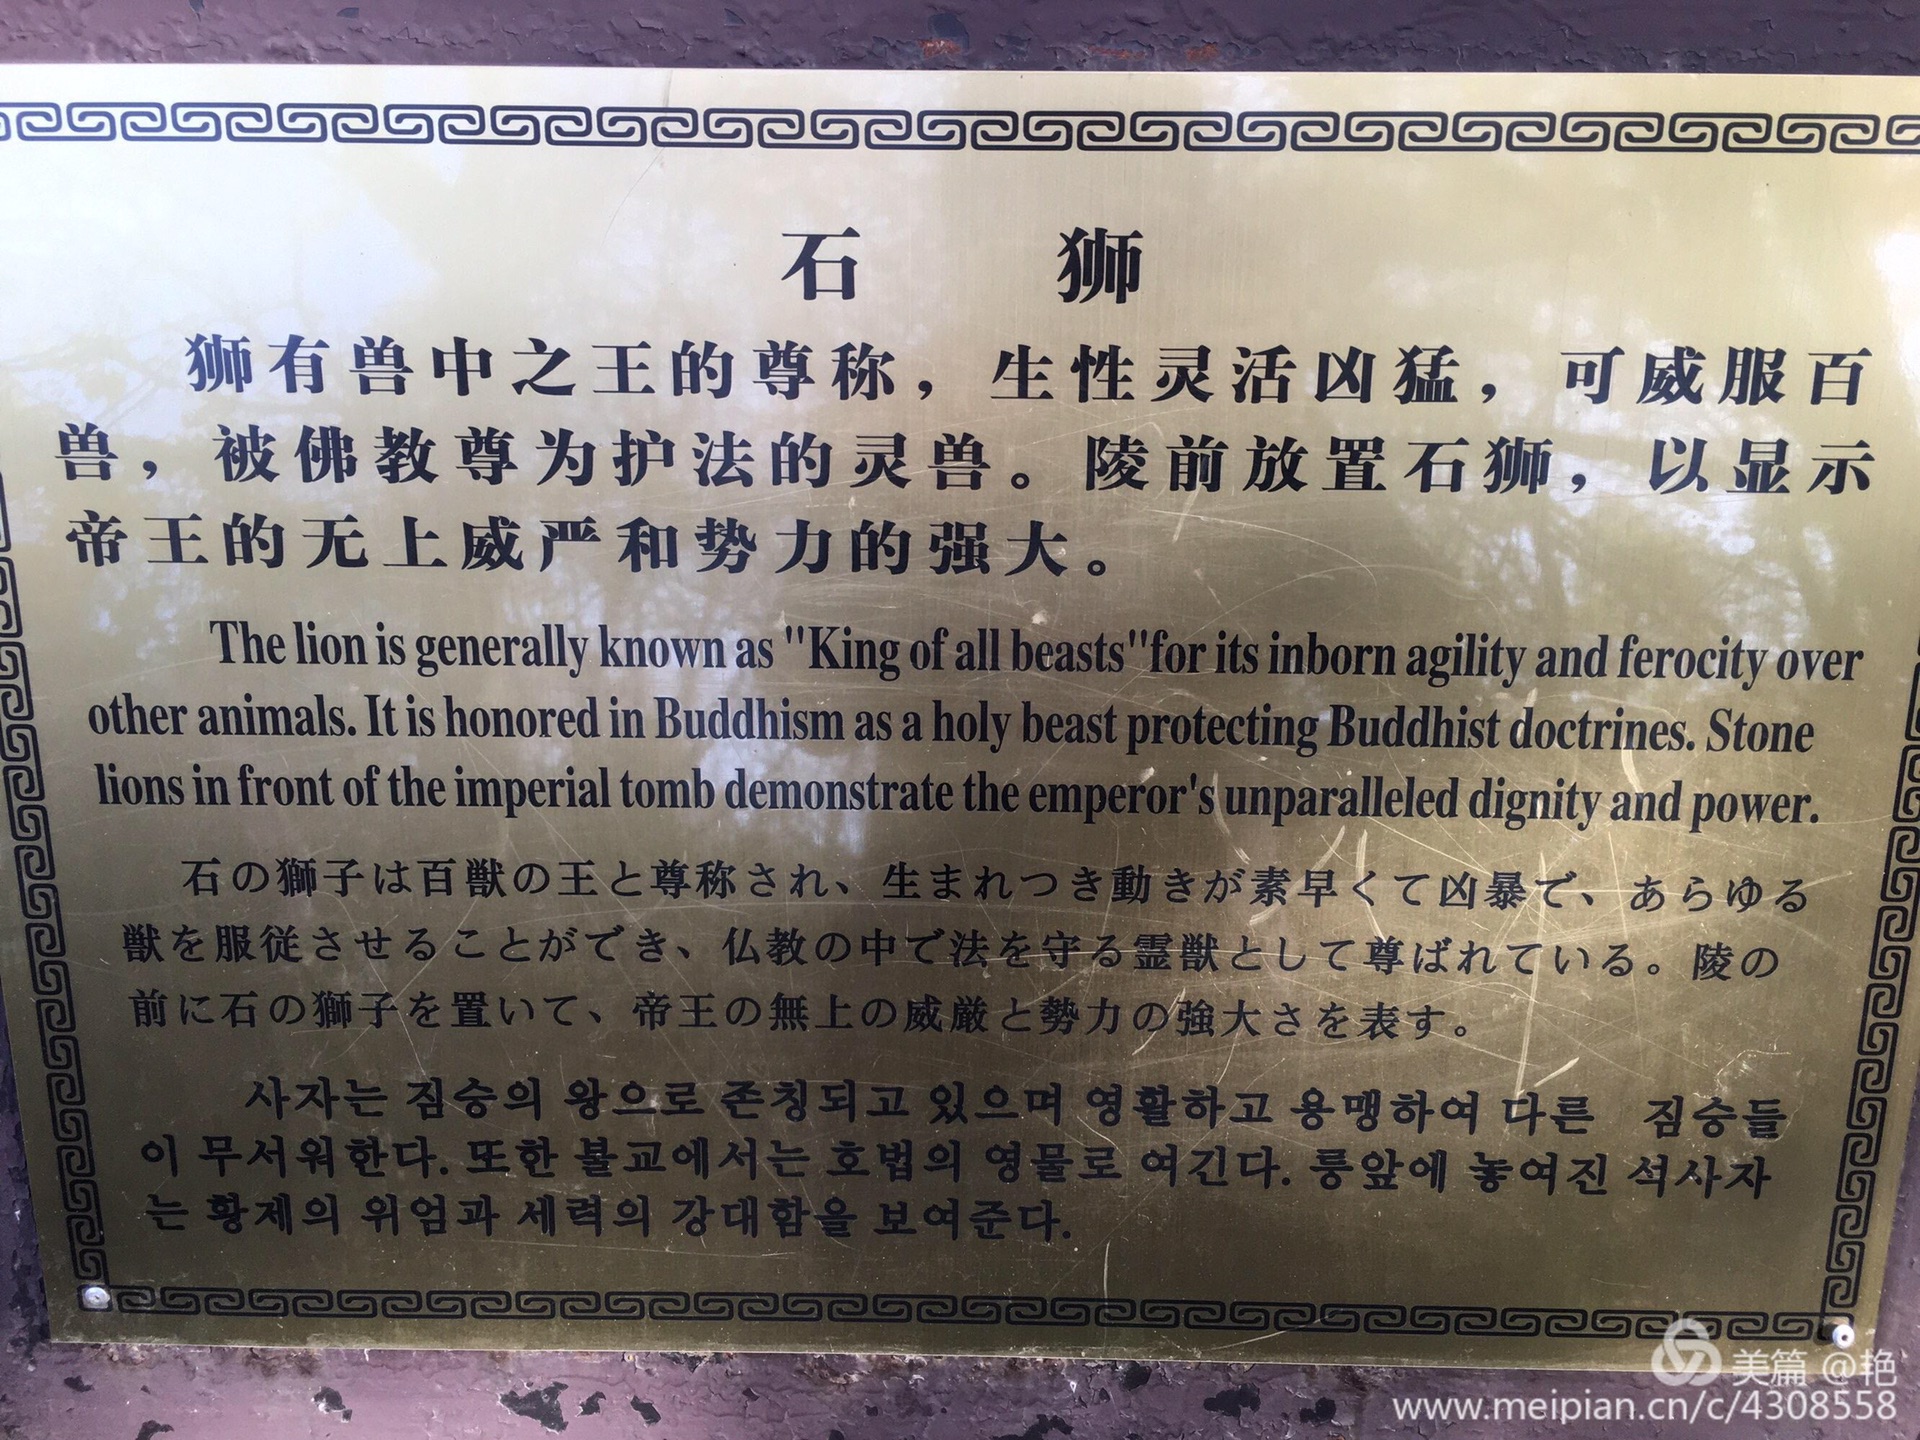 石 狮
狮有兽中之王的尊称，生性灵活凶猛，可威服百
兽，被佛教尊为护法的灵兽。陵前放置石狮，以显示
帝王的无上威严和势力的强大。
The lion is generally known as "King of all beasts"for its inborn agility and ferocity over
other animals. It is honored in Buddhism as a holy beast protecting Buddhist doctrines. Stone
lions in front of the imperial tomb demonstrate the emperor's unparalleled dignity and power.
石の獅子は百獣の王と尊称され、生まれつき動きが素早くて凶暴で、あらゆる
獣を服従させることができ、仏教の中で法を守る霊獣として尊ばれている。陵の
前に石の獅子を置いて、帝王の無上の威厳と勢力の強大さを表す。
사자는 짐승의 왕으로 존칭되고 있으며 영활하고 용맹하여 다른 짐승들
이 무서워한다. 또한 불교에서는 호법의 영물로 여긴다. 릉앞에 놓여진 석사자
는 황제의 위엄과 세력의 강대함을 보여준다.
美篇 @艳
www.meipian.cn/c/4308558